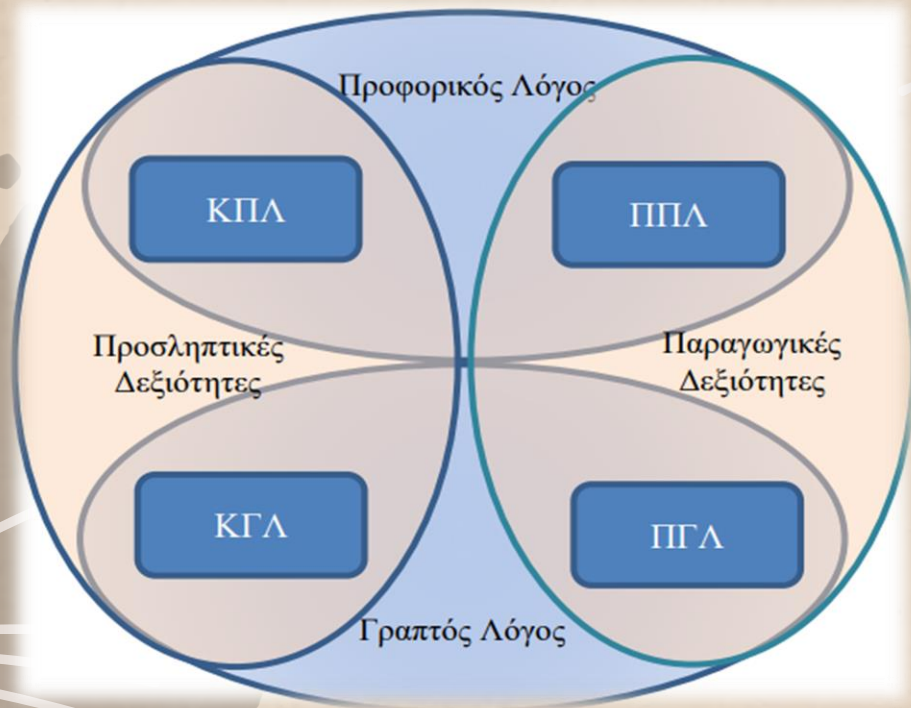 Προφορικός Λόγος
ΚΠΛ
ΠΠΛ
Προσληπτικές
Δεξιότητες
Παραγωγικές
Δεξιότητες
ΚΓΛ
ΠΓΛ
Γραπτός Λόγος